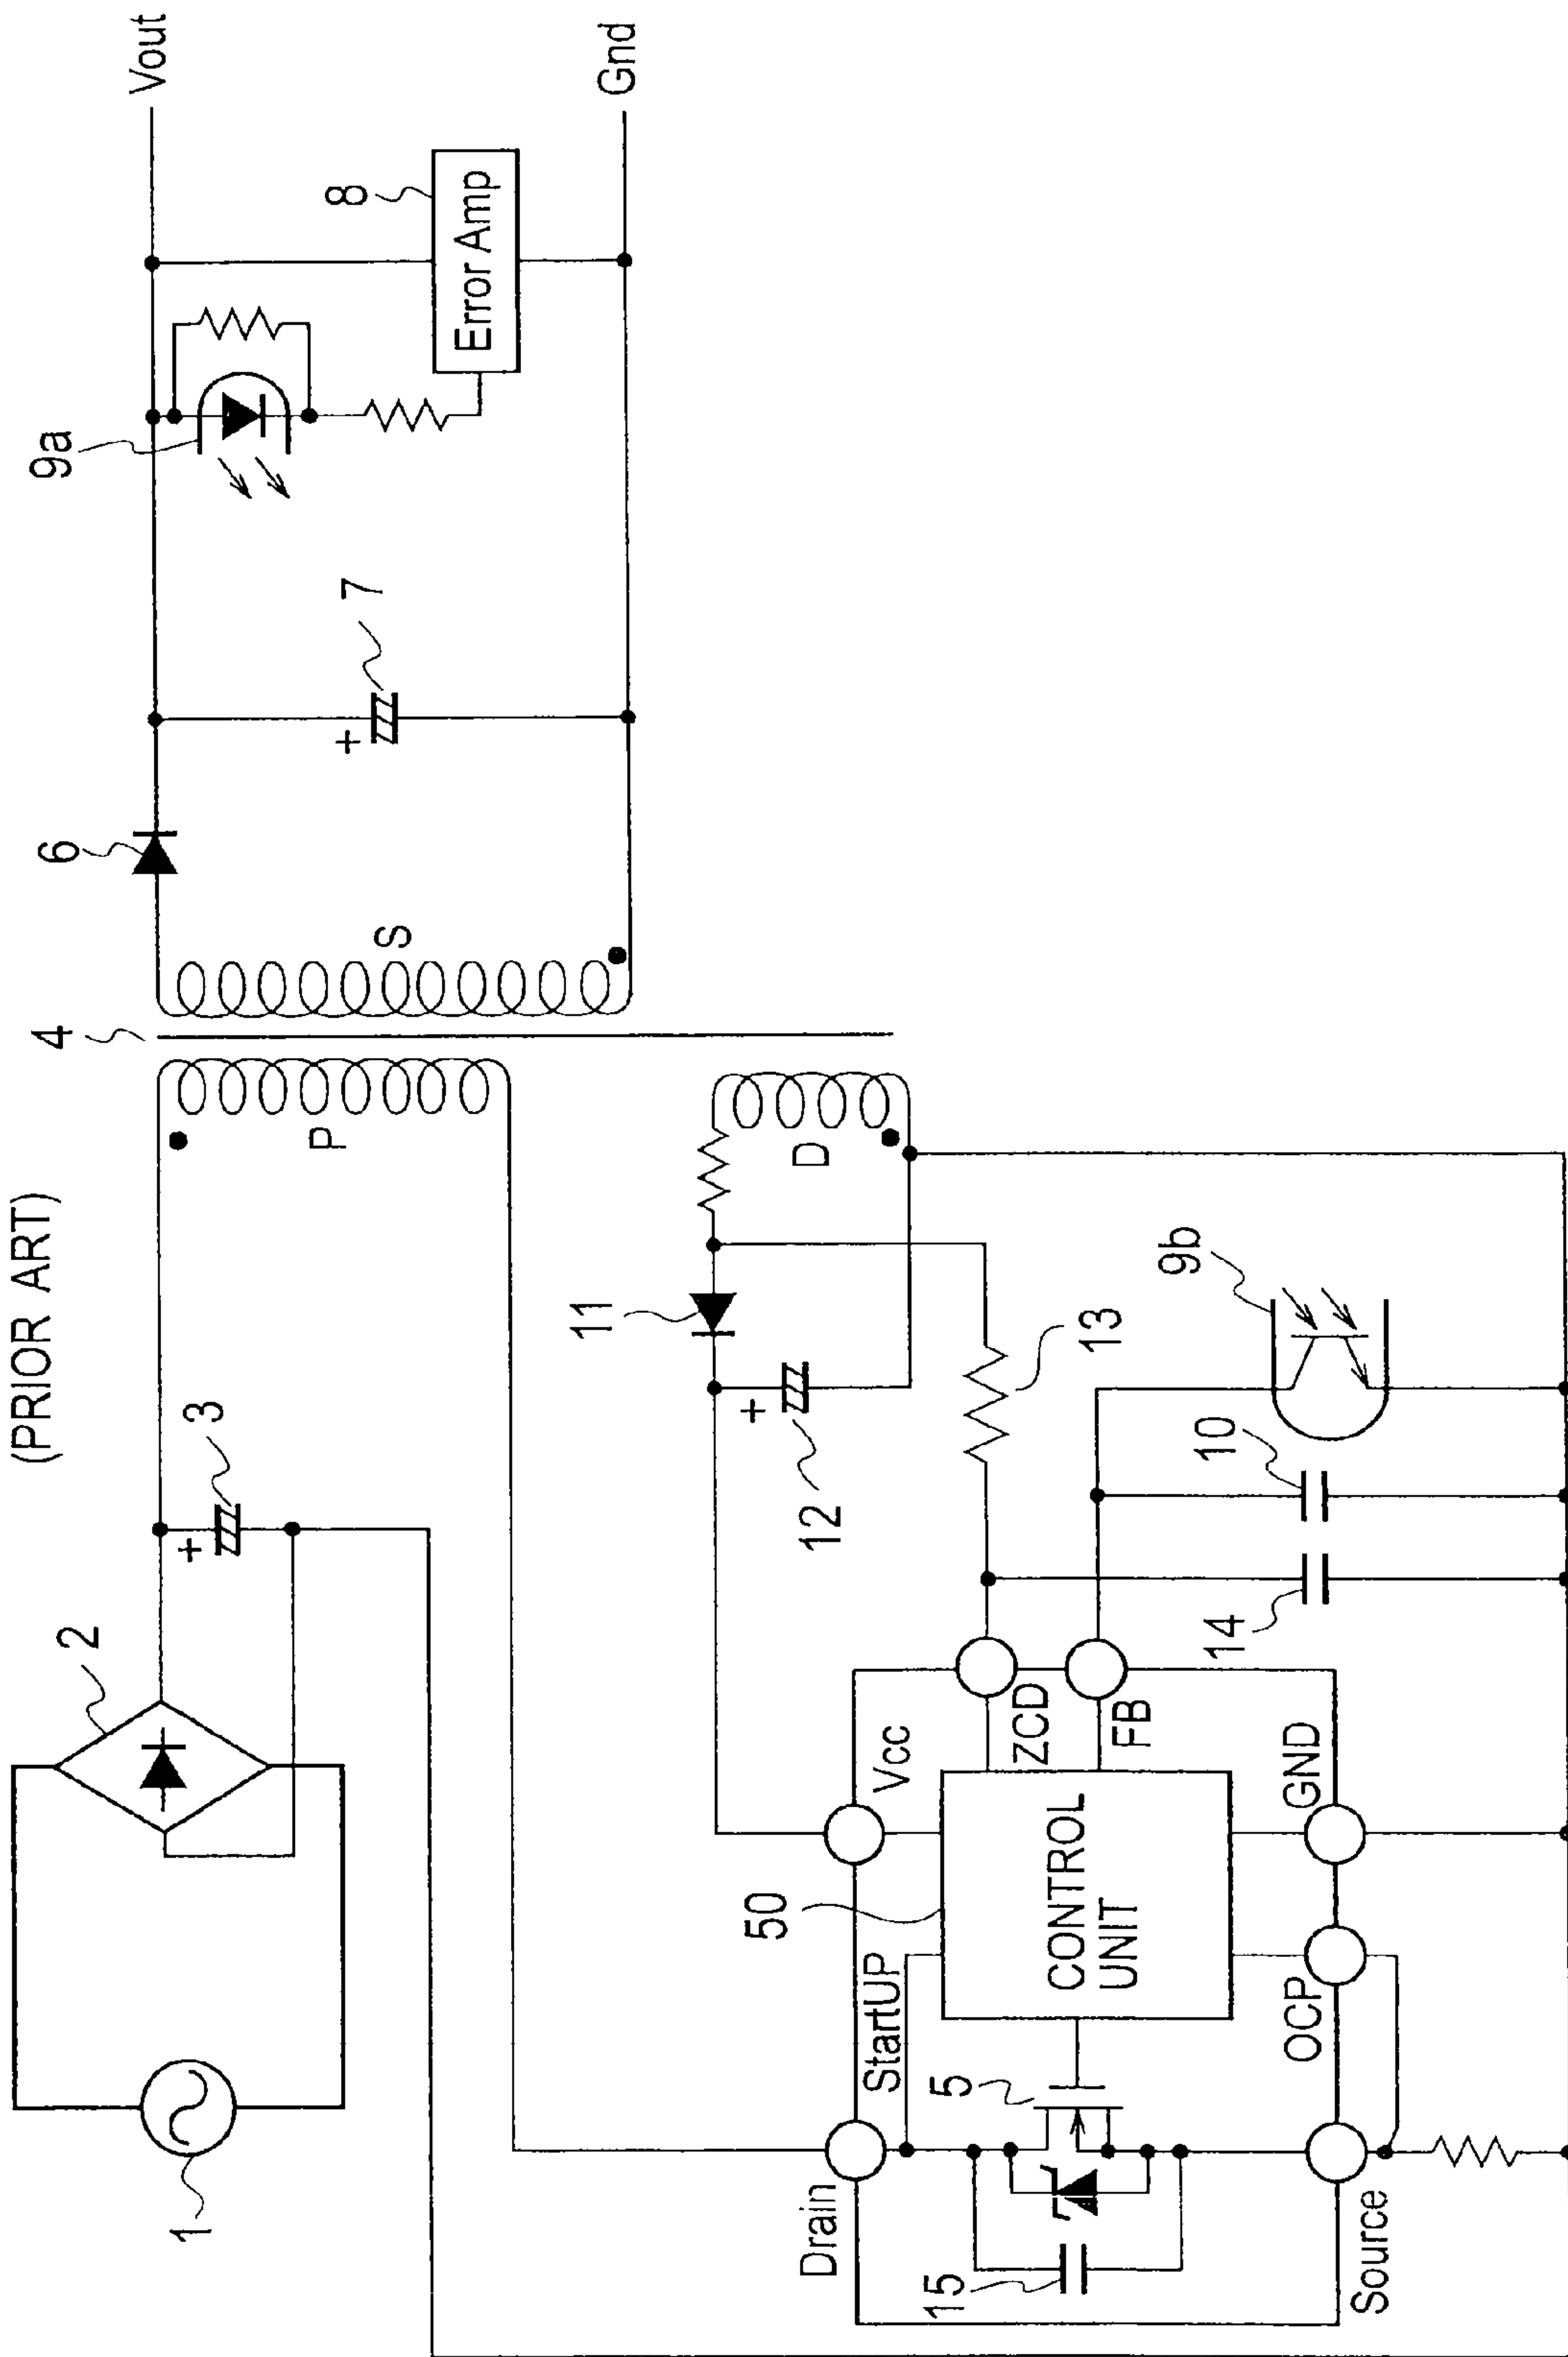 (PRIOR ART)
1
2
+
3
P
4
S
6
+
7
9a
8
Error Amp
Vout
Gnd
Drain
StartUP
50
Vcc
11
+
12
D
15
5
CONTROL
UNIT
ZCD
FB
13
9b
Source
OCP
GND
14
10